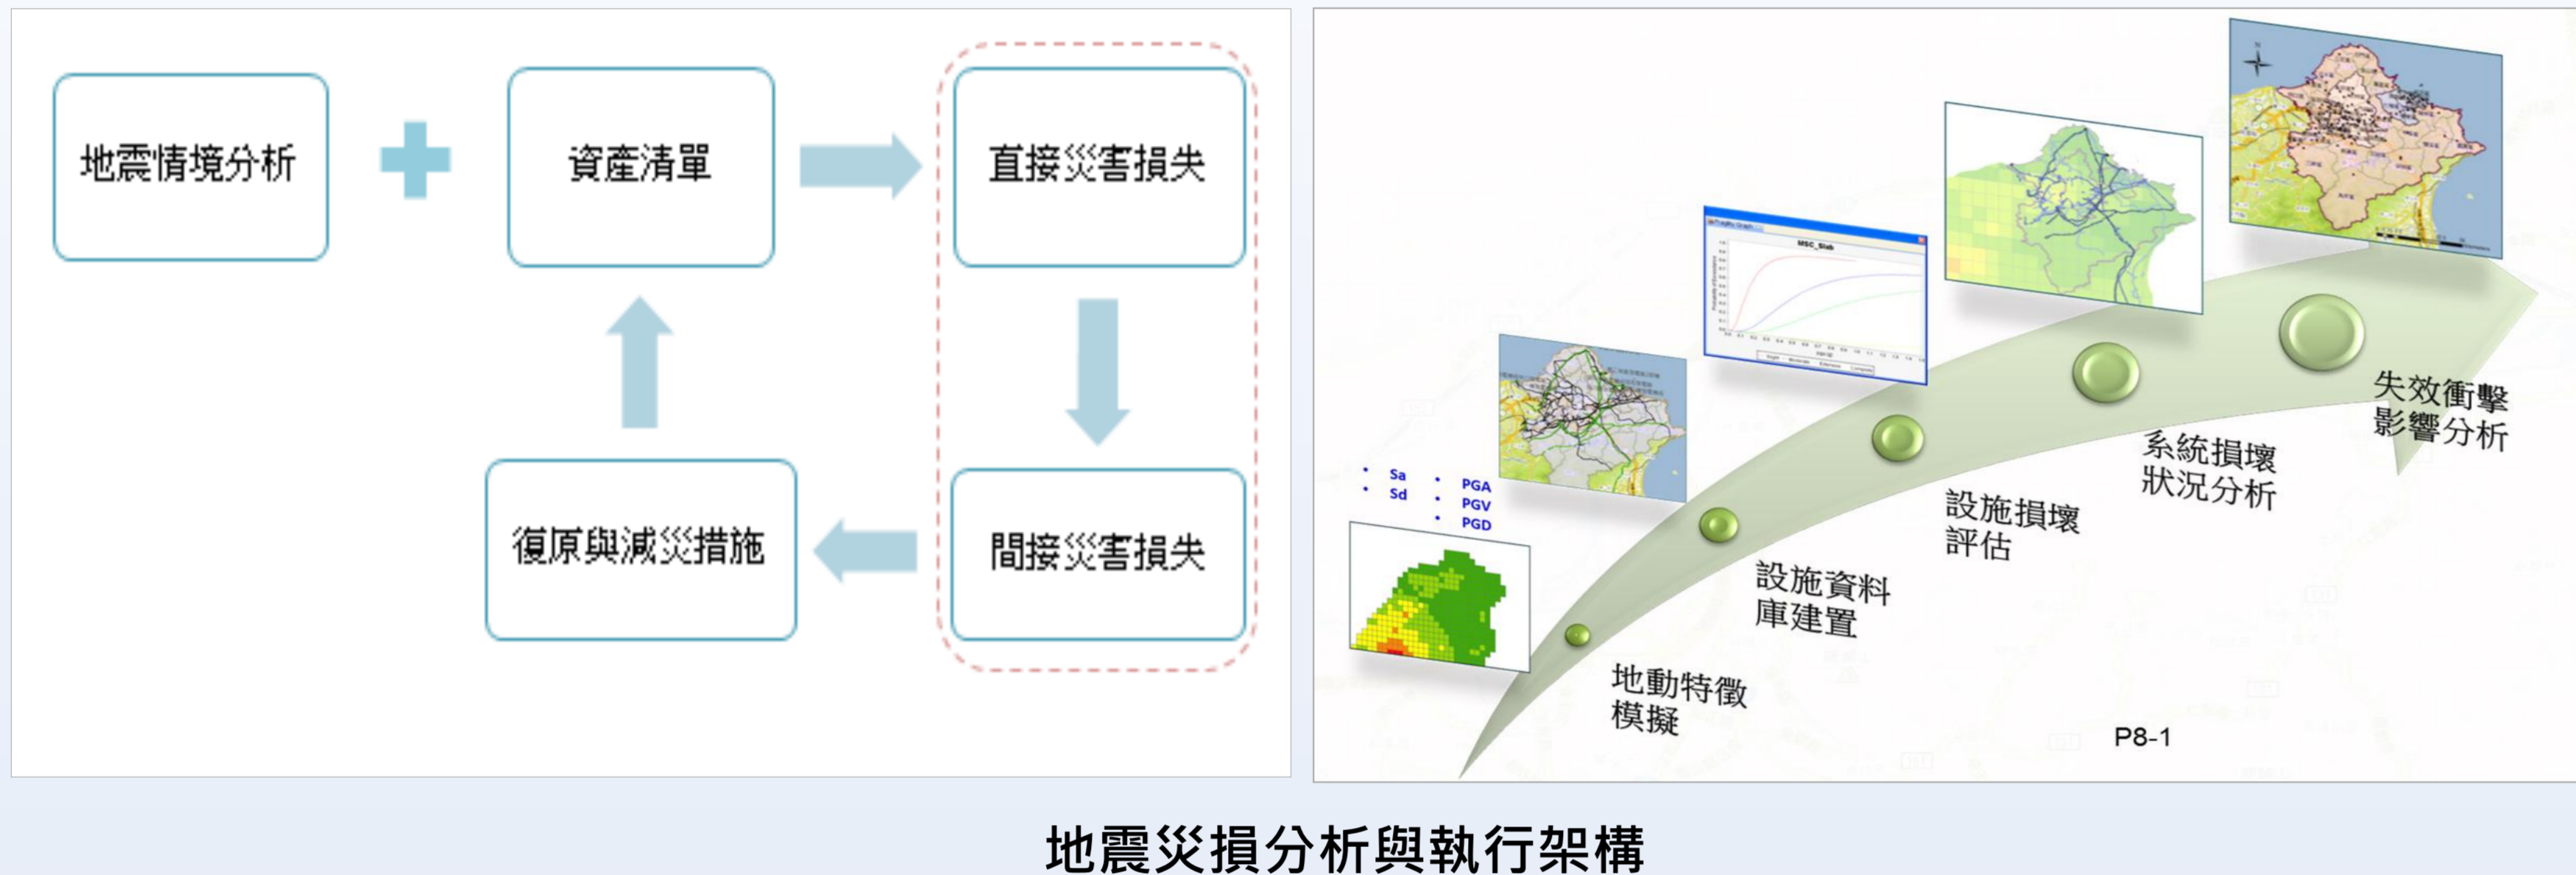 地震情境分析
資產清單
直接災害損失
復原與減災措施
間接災害損失
• Sa
• Sd
• PGA
• PGV
• PGD
MSC_Slab
地動特徵
模擬
設施資料
庫建置
設施損壞
評估
系統損壞
狀況分析
失效衝擊
影響分析
P8-1
地震災損分析與執行架構